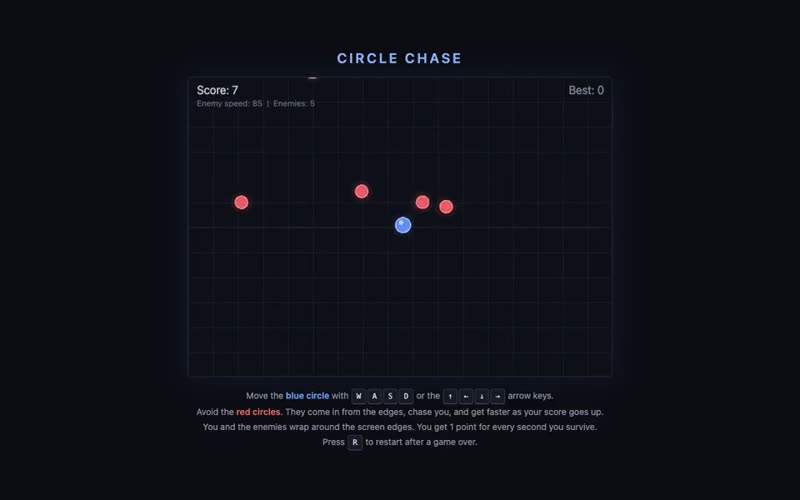 CIRCLE CHASE
Score: 7
Best: 0
Enemy speed: 85 | Enemies: 5
Move the blue circle with W A S D or the ↑ ← ↓ → arrow keys.
Avoid the red circles. They come in from the edges, chase you, and get faster as your score goes up.
You and the enemies wrap around the screen edges. You get 1 point for every second you survive.
Press R to restart after a game over.